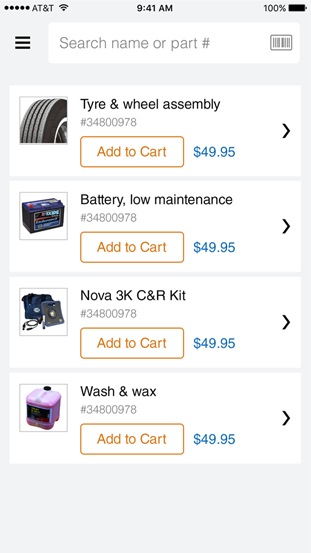 AT&T 9:41 AM 100%
Search name or part #
Tyre & wheel assembly
#34800978
Add to Cart $49.95
Battery, low maintenance
#34800978
Add to Cart $49.95
Nova 3K C&R Kit
#34800978
Add to Cart $49.95
Wash & wax
#34800978
Add to Cart $49.95